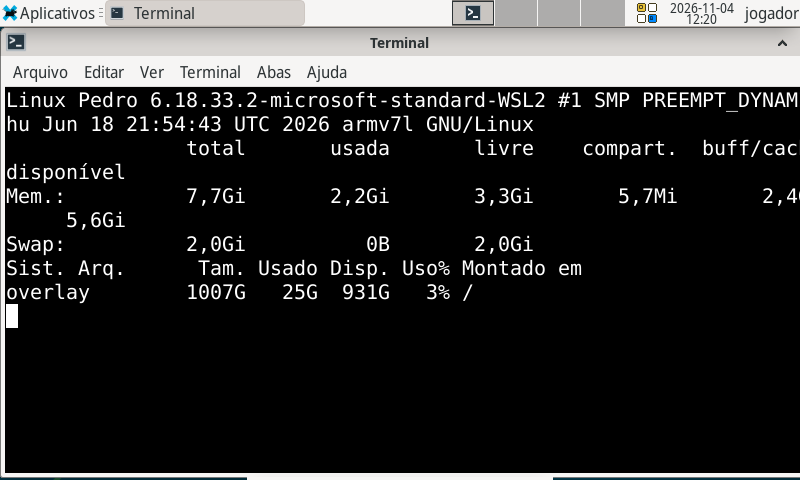 Aplicativos
Terminal
2026-11-04
12:20
jogador
Terminal
Arquivo Editar Ver Terminal Abas Ajuda
Linux Pedro 6.18.33.2-microsoft-standard-WSL2 #1 SMP PREEMPT_DYNAM
hu Jun 18 21:54:43 UTC 2026 armv7l GNU/Linux
total usada livre compart. buff/cac
disponível
Mem.: 7,7Gi 2,2Gi 3,3Gi 5,7Mi 2,4
5,6Gi
Swap: 2,0Gi 0B 2,0Gi
Sist. Arq. Tam. Usado Disp. Uso% Montado em
overlay 1007G 25G 931G 3% /